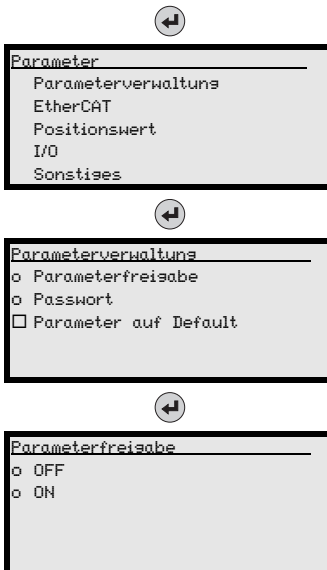 Parameter
Parameterverwaltung
EtherCAT
Positionswert
I/O
Sonstiges
Parameterverwaltung
o Parameterfreigabe
o Passwort
☐ Parameter auf Default
Parameterfreigabe
o OFF
o ON